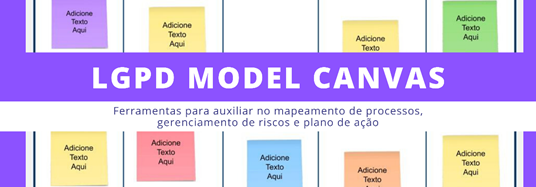 Adicione
Texto
Aqui
Adicione
Texto
Aqui
Adicione
Texto
Aqui
Adicione
Texto
Aqui
LGPD MODEL CANVAS
Ferramentas para auxiliar no mapeamento de processos,
gerenciamento de riscos e plano de ação
Adicione
Texto
Aqui
Adicione
Texto
Aqui
Adicione
Texto
Aqui
Adicione
Texto
Adicione
Texto
Aqui